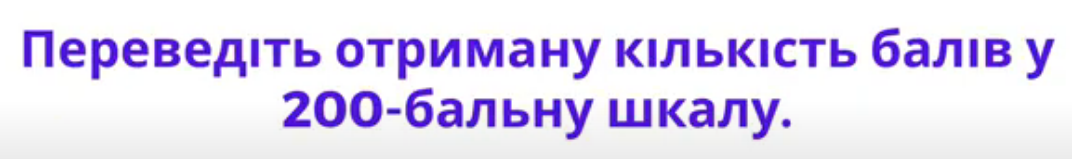 Переведіть отриману кількість балів у
200-бальну шкалу.